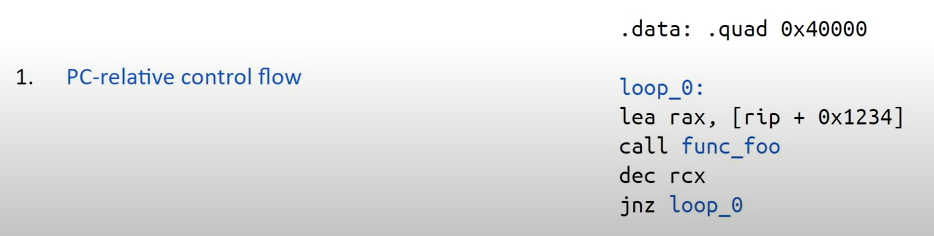 .data: .quad 0x40000
1. PC-relative control flow
loop_0:
lea rax, [rip + 0x1234]
call func_foo
dec rcx
jnz loop_0